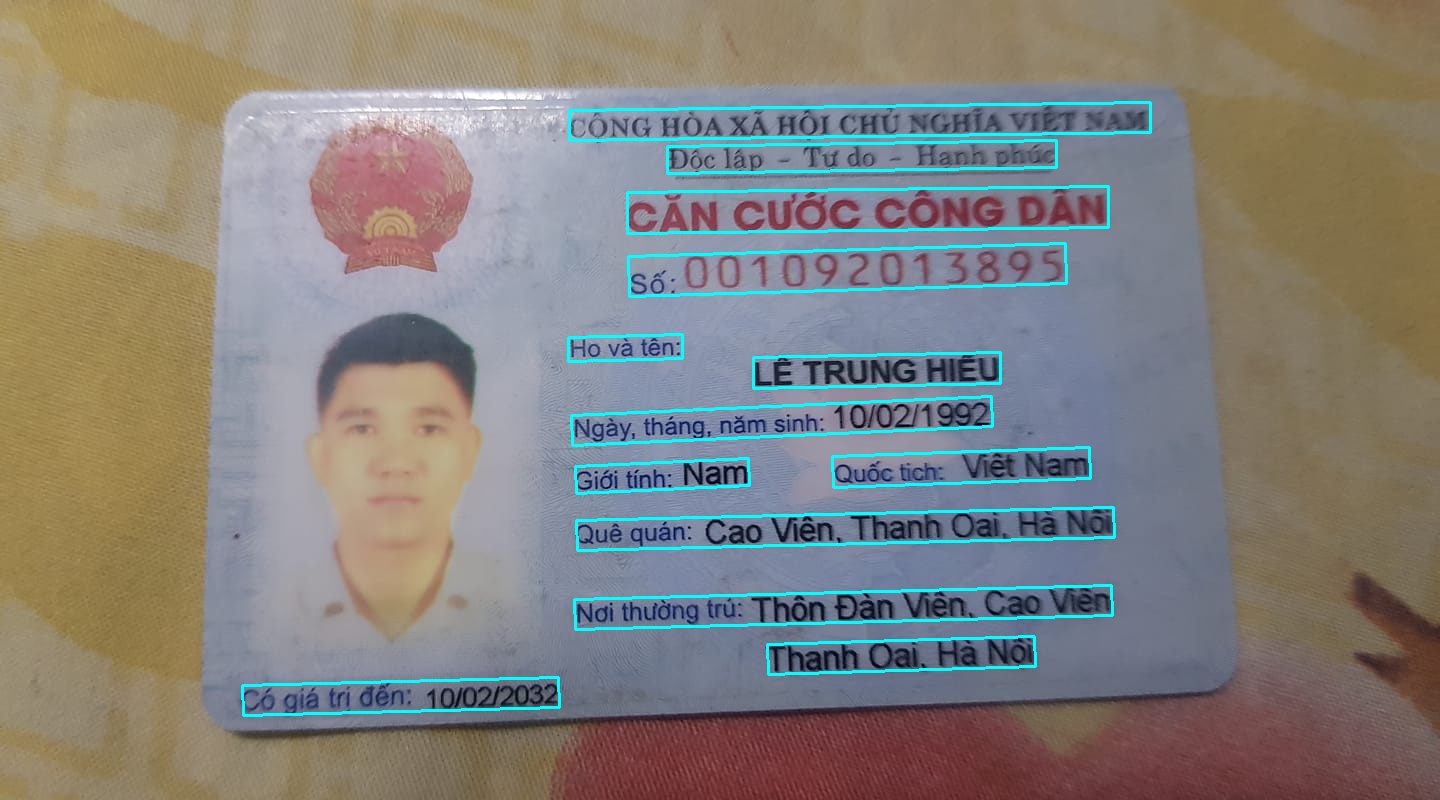 CỘNG HÒA XÃ HỘI CHỦ NGHĨA VIỆT NAM
Độc lập - Tự do - Hạnh phúc
CĂN CƯỚC CÔNG DÂN
Số: 001092013895
Họ và tên:
LÊ TRUNG HIẾU
Ngày, tháng, năm sinh: 10/02/1992
Giới tính: Nam Quốc tịch: Việt Nam
Quê quán: Cao Viên, Thanh Oai, Hà Nội
Nơi thường trú: Thôn Đàn Viên, Cao Viên
Thanh Oai, Hà Nội
Có giá trị đến: 10/02/2032